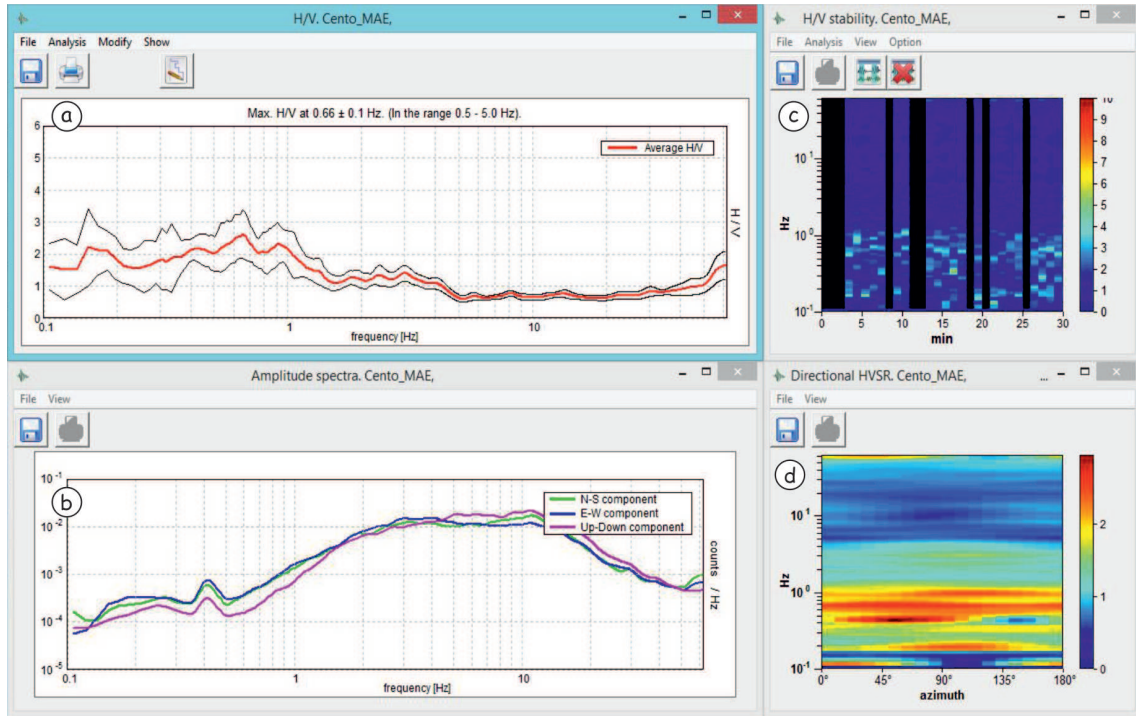 H/V. Cento_MAE,
File Analysis Modify Show
a
Max. H/V at 0.66 ± 0.1 Hz. (In the range 0.5 - 5.0 Hz).
Average H/V
6
5
4
3
2
1
0
0.1 1 10
frequency [Hz]
H / V
H/V stability. Cento_MAE,
File Analysis View Option
c
10^1
10^0
10^-1
Hz
0 5 10 15 20 25 30
min
10
9
8
7
6
5
4
3
2
1
0
Amplitude spectra. Cento_MAE,
File View
b
N-S component
E-W component
Up-Down component
10^-1
10^-2
10^-3
10^-4
10^-5
0.1 1 10
frequency [Hz]
counts / Hz
Directional HVSR. Cento_MAE, ...
File View
d
10^1
10^0
10^-1
Hz
0° 45° 90° 135° 180°
azimuth
2
1
0